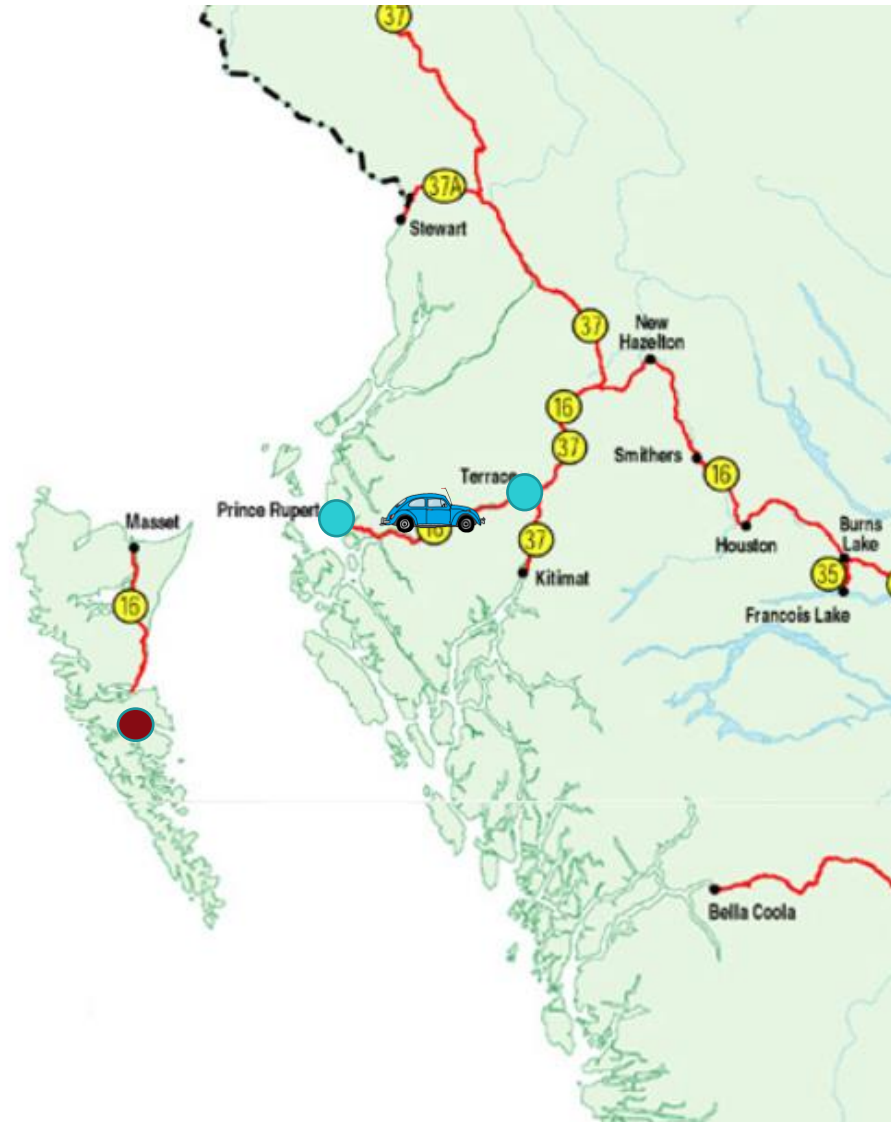 37
37A
Stewart
37
New
Hazelton
16
37
Terrace
Smithers
16
Prince Rupert
16
Masset
37
Houston
Burns
Lake
Kitimat
35
16
Francois Lake
Bella Coola